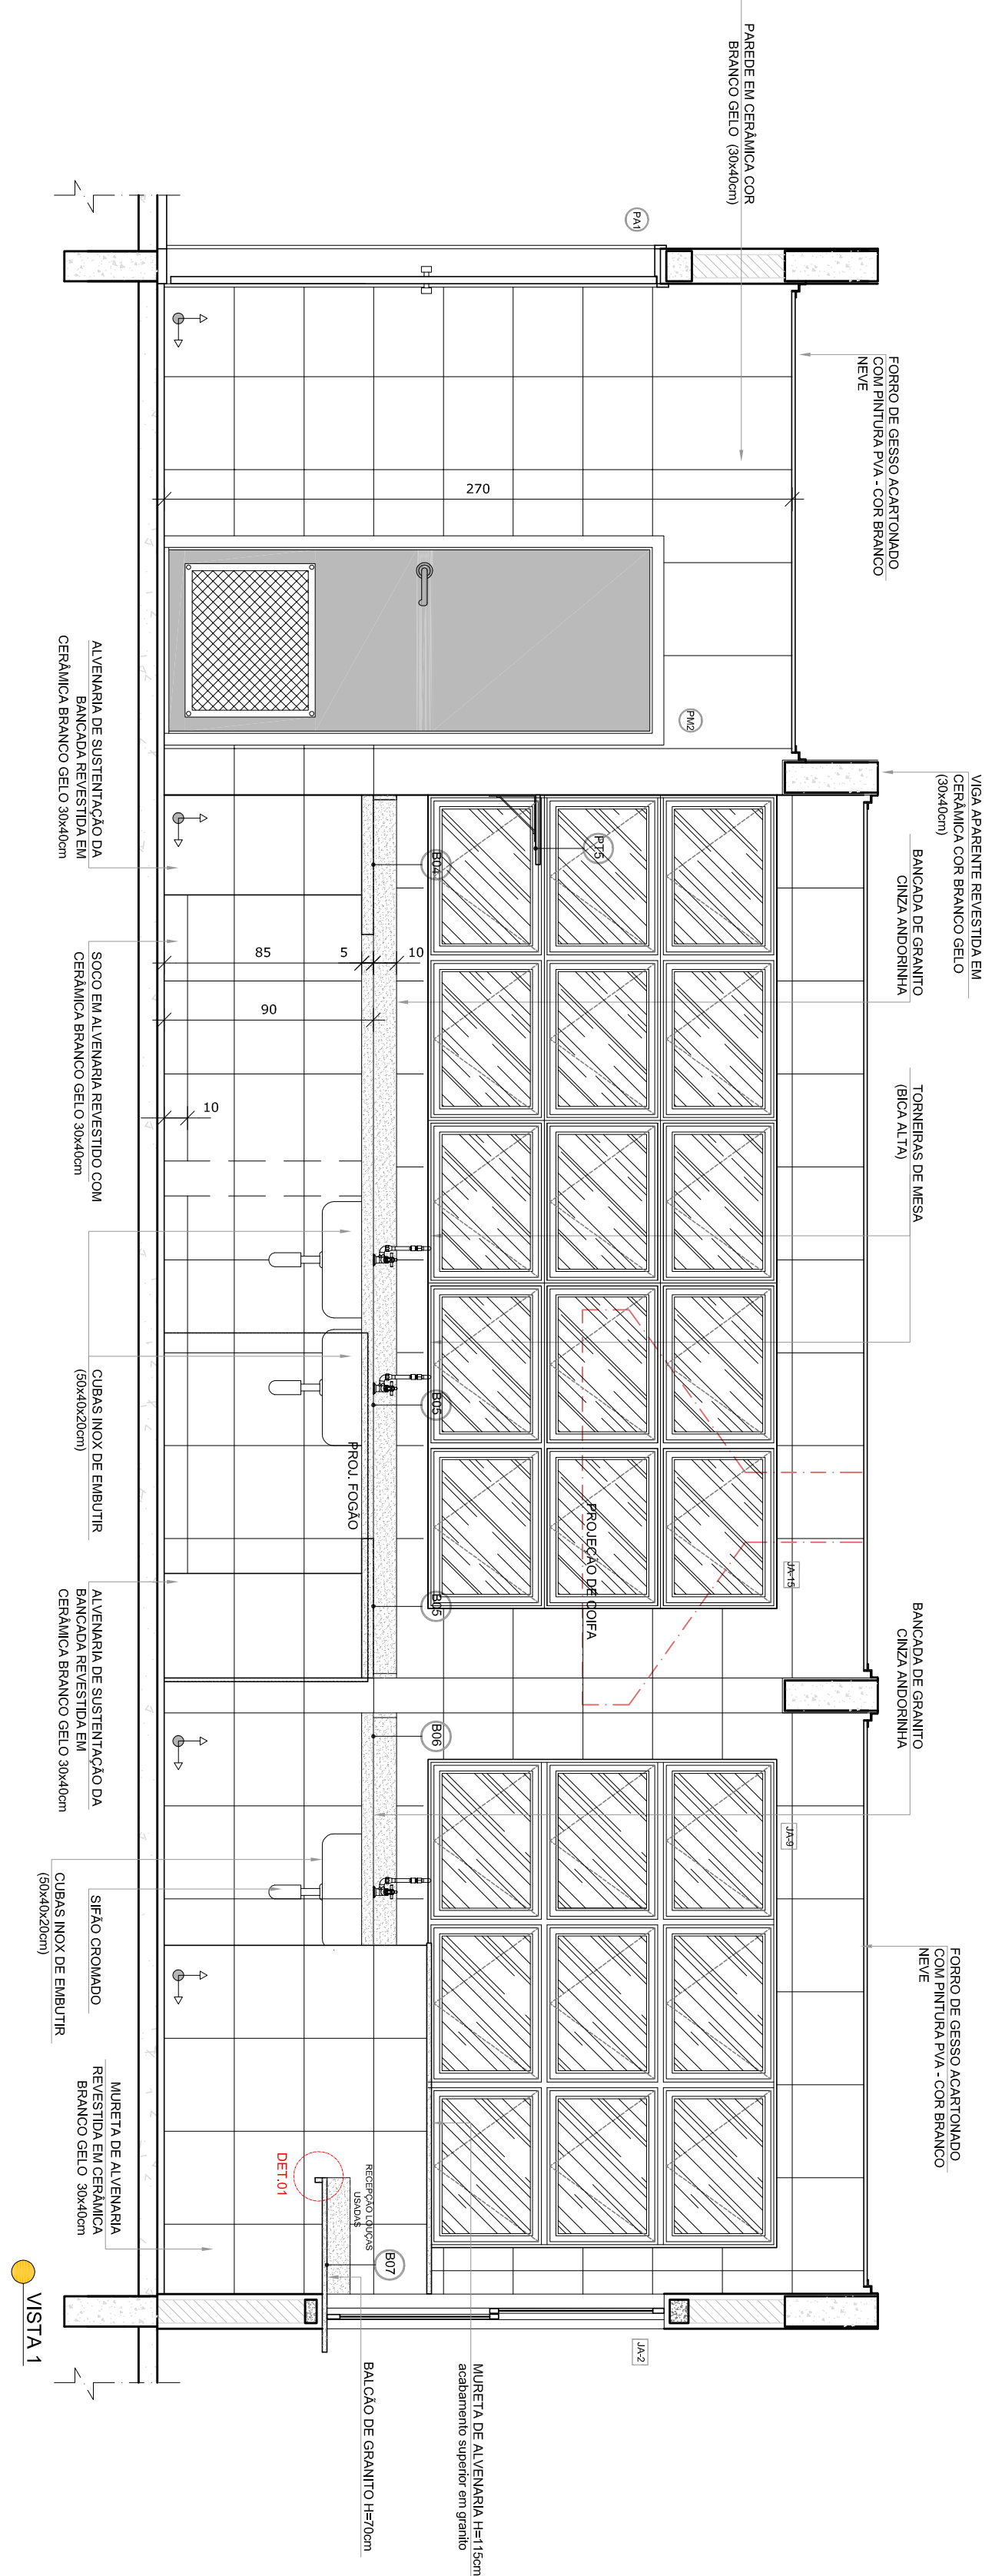 PAREDE EM CERÂMICA COR
BRANCO GELO (30x40cm)
PA1
FORRO DE GESSO ACARTONADO
COM PINTURA PVA - COR BRANCO
NEVE
270
PM2
VIGA APARENTE REVESTIDA EM
CERÂMICA COR BRANCO GELO
(30x40cm)
BANCADA DE GRANITO
CINZA ANDORINHA
TORNEIRAS DE MESA
(BICA ALTA)
PT5
B04
85
5
10
90
10
ALVENARIA DE SUSTENTAÇÃO DA
BANCADA REVESTIDA EM
CERÂMICA BRANCO GELO 30x40cm
SOCO EM ALVENARIA REVESTIDO COM
CERÂMICA BRANCO GELO 30x40cm
CUBAS INOX DE EMBUTIR
(50x40x20cm)
B05
PROJ. FOGÃO
PROJEÇÃO DE COIFA
JA-15
B05
ALVENARIA DE SUSTENTAÇÃO DA
BANCADA REVESTIDA EM
CERÂMICA BRANCO GELO 30x40cm
BANCADA DE GRANITO
CINZA ANDORINHA
B06
JA-9
SIFÃO CROMADO
CUBAS INOX DE EMBUTIR
(50x40x20cm)
FORRO DE GESSO ACARTONADO
COM PINTURA PVA - COR BRANCO
NEVE
RECEPÇÃO LOUÇAS
USADAS
DET.01
B07
MURETA DE ALVENARIA
REVESTIDA EM CERÂMICA
BRANCO GELO 30x40cm
JA-2
MURETA DE ALVENARIA H=115cm
acabamento superior em granito
BALCÃO DE GRANITO H=70cm
VISTA 1